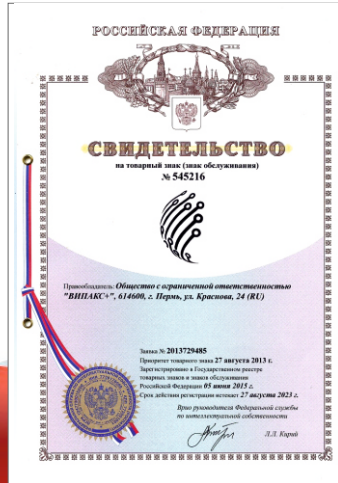 РОССИЙСКАЯ ФЕДЕРАЦИЯ
СВИДЕТЕЛЬСТВО
на товарный знак (знак обслуживания)
№ 545216
Правообладатель: Общество с ограниченной ответственностью
"ВИПАКС+", 614600, г. Пермь, ул. Краснова, 24 (RU)
Заявка № 2013729485
Приоритет товарного знака 27 августа 2013 г.
Зарегистрировано в Государственном реестре
товарных знаков и знаков обслуживания
Российской Федерации 05 июня 2015 г.
Срок действия регистрации истекает 27 августа 2023 г.
Врио руководителя Федеральной службы
по интеллектуальной собственности
Л.Л. Кирий